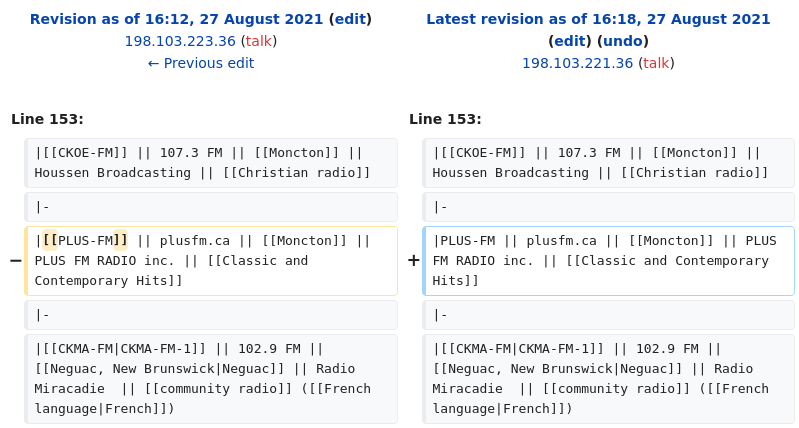 Revision as of 16:12, 27 August 2021 (edit)
198.103.223.36 (talk)
← Previous edit
Latest revision as of 16:18, 27 August 2021
(edit) (undo)
198.103.221.36 (talk)
Line 153:
Line 153:
|[[CKOE-FM]] || 107.3 FM || [[Moncton]] ||
Houssen Broadcasting || [[Christian radio]]
|[[CKOE-FM]] || 107.3 FM || [[Moncton]] ||
Houssen Broadcasting || [[Christian radio]]
|-
|-
− |[[PLUS-FM]] || plusfm.ca || [[Moncton]] ||
PLUS FM RADIO inc. || [[Classic and
Contemporary Hits]]
+ |PLUS-FM || plusfm.ca || [[Moncton]] || PLUS
FM RADIO inc. || [[Classic and Contemporary
Hits]]
|-
|-
|[[CKMA-FM|CKMA-FM-1]] || 102.9 FM ||
[[Neguac, New Brunswick|Neguac]] || Radio
Miracadie  || [[community radio]] ([[French
language|French]])
|[[CKMA-FM|CKMA-FM-1]] || 102.9 FM ||
[[Neguac, New Brunswick|Neguac]] || Radio
Miracadie  || [[community radio]] ([[French
language|French]])